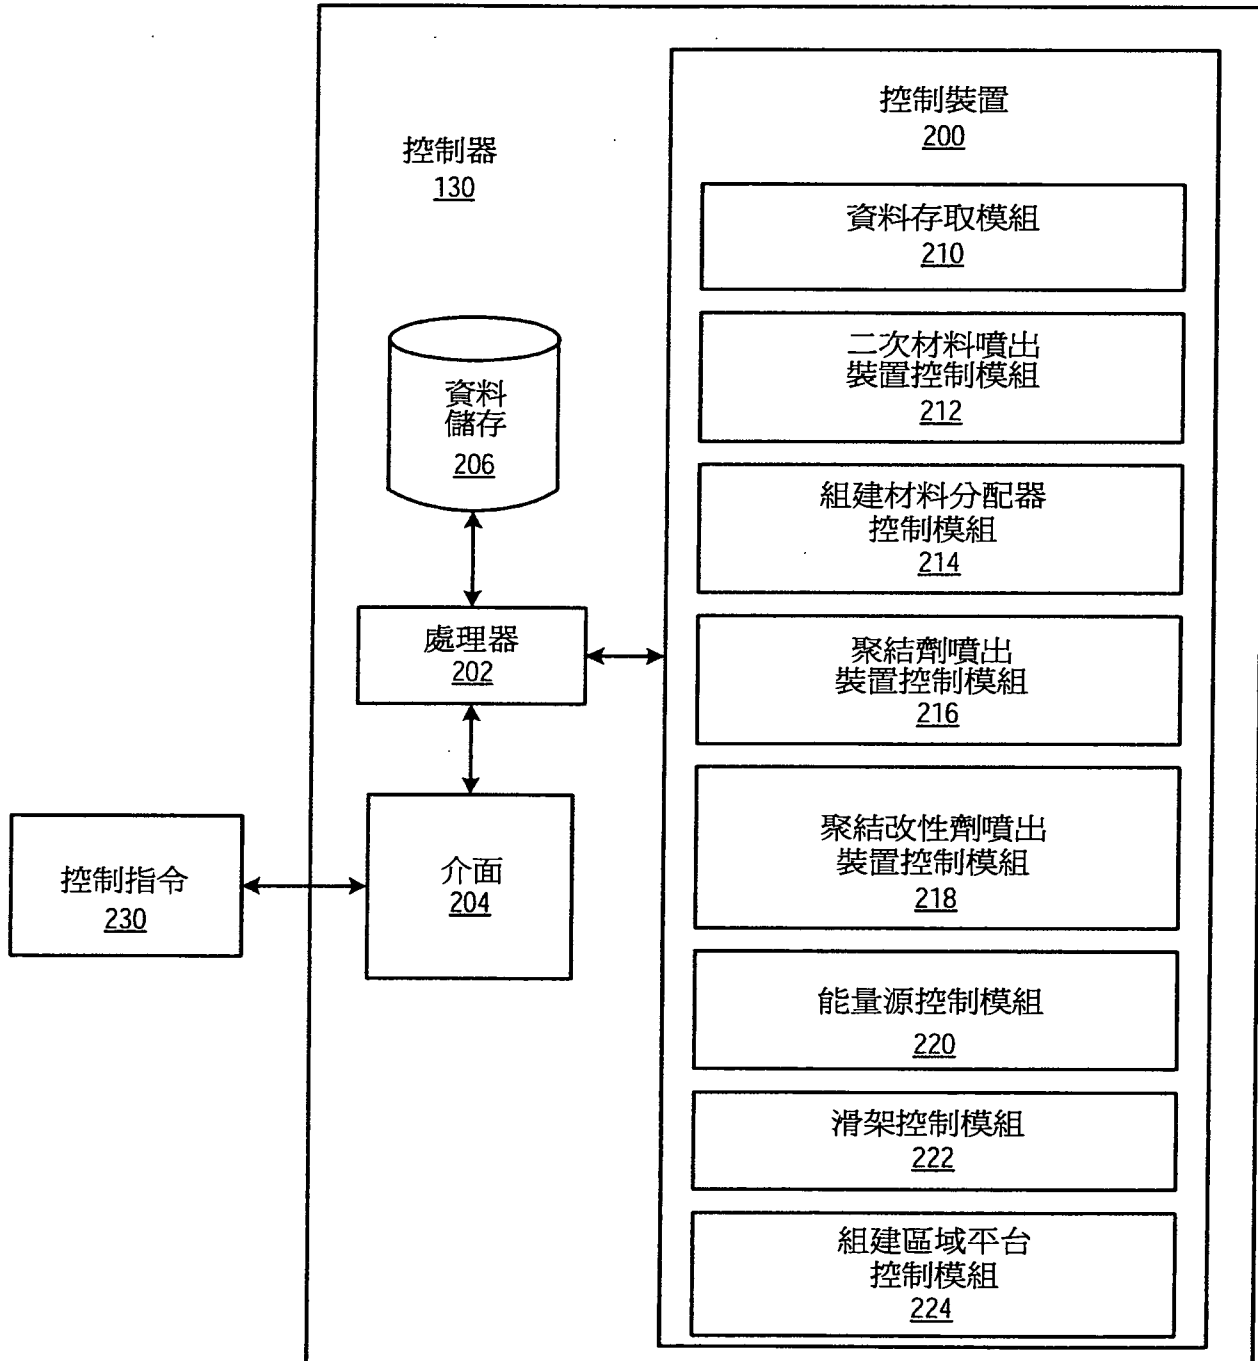 控制器
130
資料
儲存
206
處理器
202
介面
204
控制指令
230
控制裝置
200
資料存取模組
210
二次材料噴出
裝置控制模組
212
組建材料分配器
控制模組
214
聚結劑噴出
裝置控制模組
216
聚結改性劑噴出
裝置控制模組
218
能量源控制模組
220
滑架控制模組
222
組建區域平台
控制模組
224